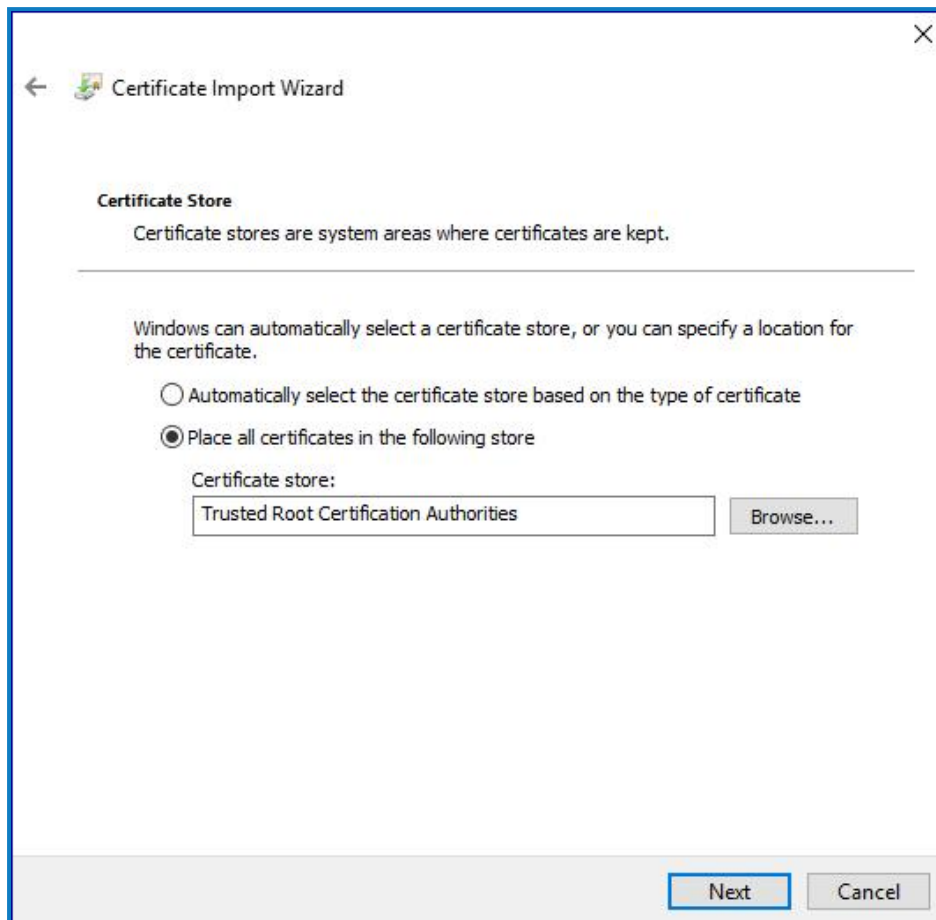 Certificate Import Wizard
Certificate Store
Certificate stores are system areas where certificates are kept.
Windows can automatically select a certificate store, or you can specify a location for
the certificate.
Automatically select the certificate store based on the type of certificate
Place all certificates in the following store
Certificate store:
Trusted Root Certification Authorities
Browse...
Next
Cancel